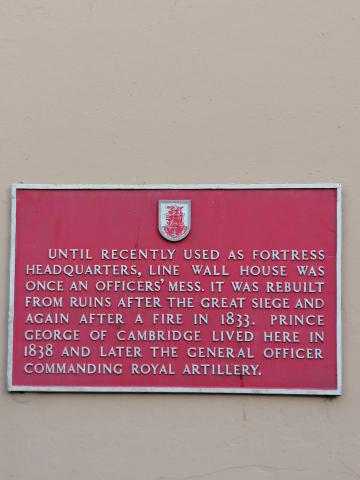 UNTIL RECENTLY USED AS FORTRESS
HEADQUARTERS, LINE WALL HOUSE WAS
ONCE AN OFFICERS' MESS. IT WAS REBUILT
FROM RUINS AFTER THE GREAT SIEGE AND
AGAIN AFTER A FIRE IN 1833. PRINCE
GEORGE OF CAMBRIDGE LIVED HERE IN
1838 AND LATER THE GENERAL OFFICER
COMMANDING ROYAL ARTILLERY.